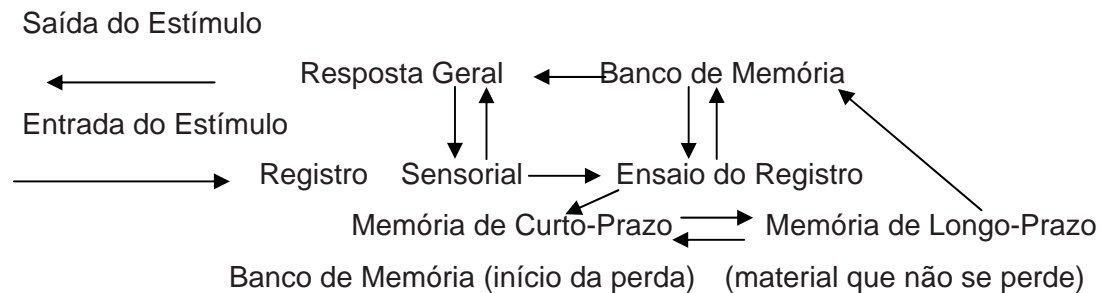 Saída do Estímulo
Resposta Geral Banco de Memória
Entrada do Estímulo
Registro Sensorial Ensaio do Registro
Memória de Curto-Prazo Memória de Longo-Prazo
Banco de Memória (início da perda) (material que não se perde)